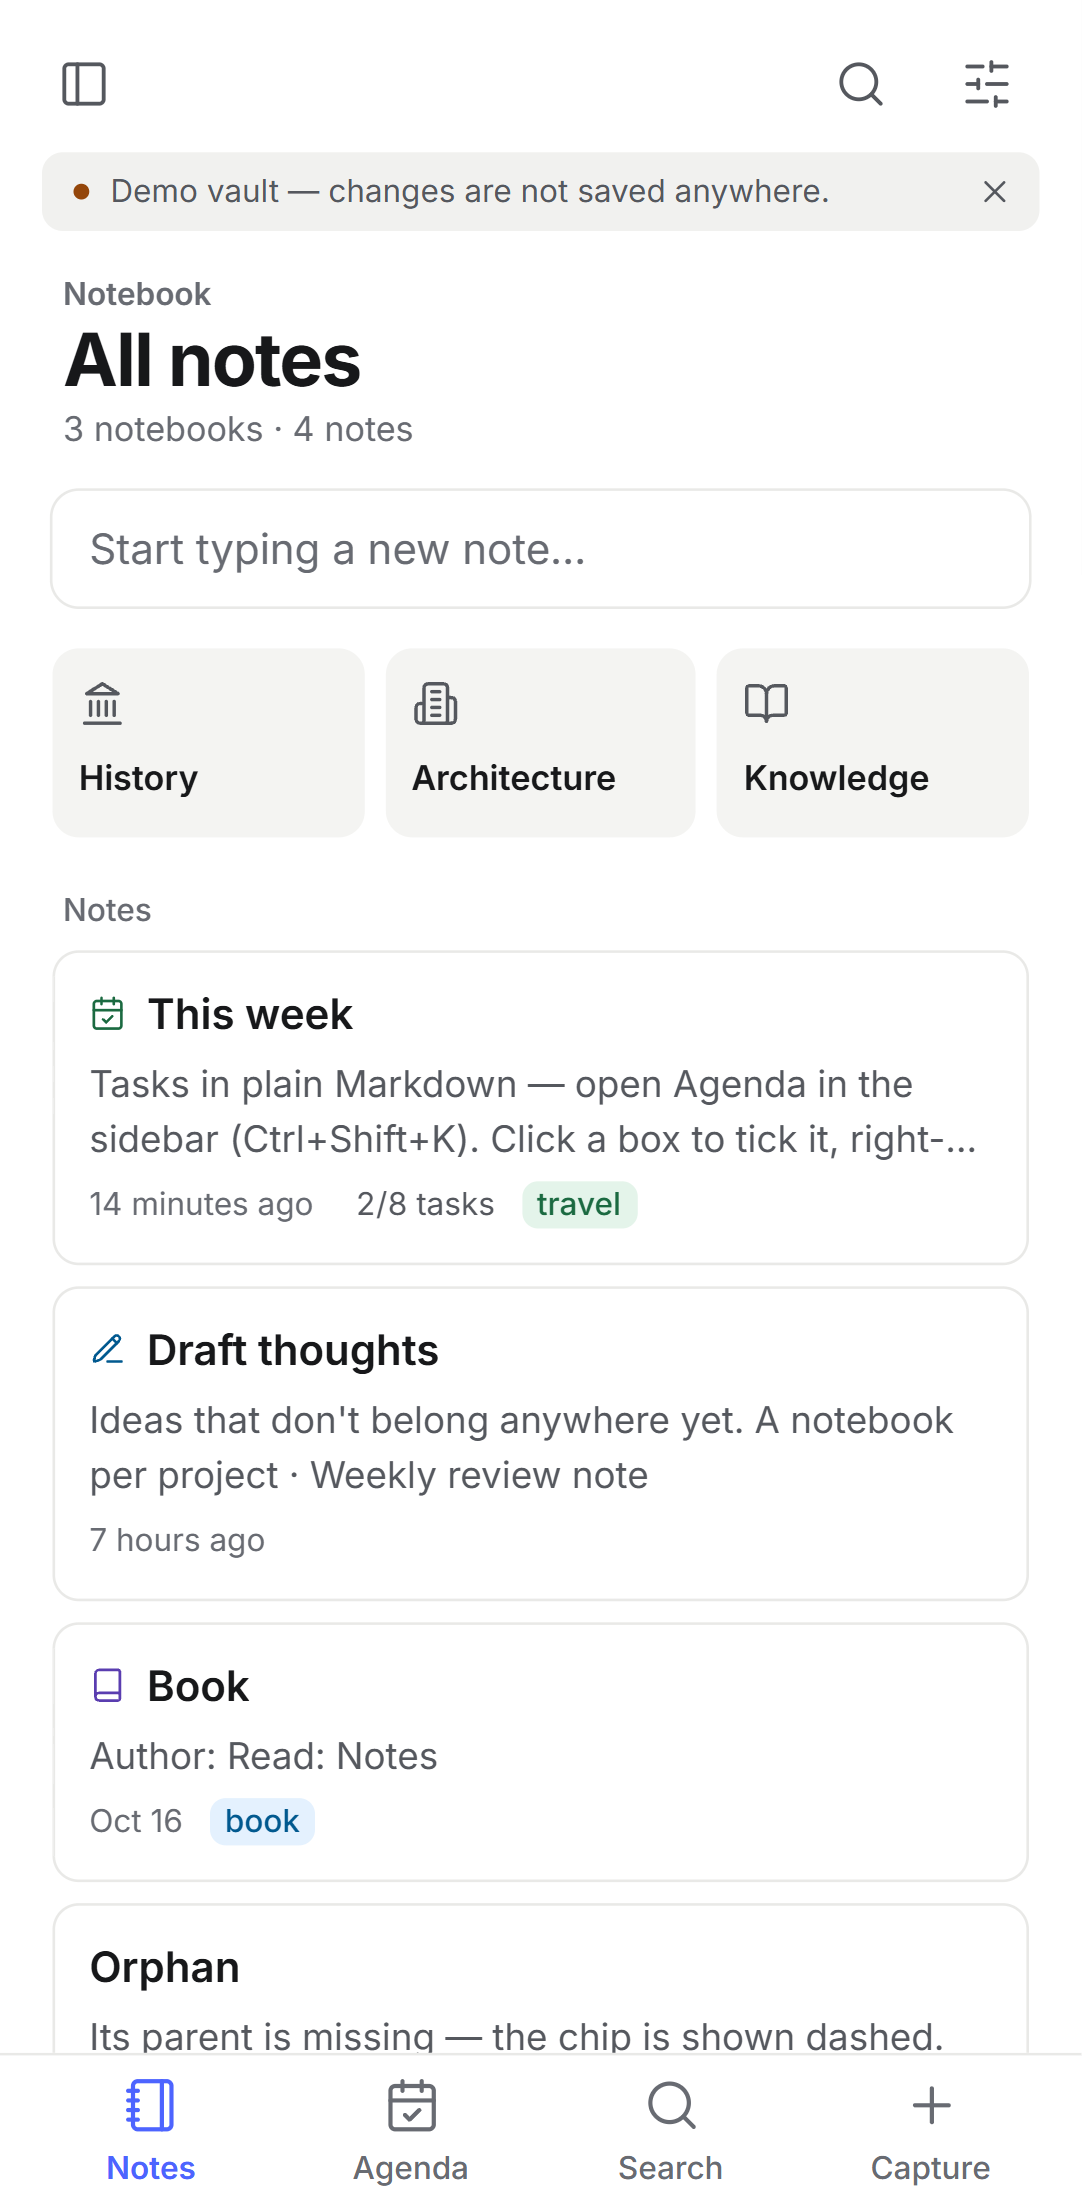 Demo vault — changes are not saved anywhere.
Notebook
All notes
3 notebooks · 4 notes
Start typing a new note...
History
Architecture
Knowledge
Notes
This week
Tasks in plain Markdown — open Agenda in the
sidebar (Ctrl+Shift+K). Click a box to tick it, right-...
14 minutes ago 2/8 tasks travel
Draft thoughts
Ideas that don't belong anywhere yet. A notebook
per project · Weekly review note
7 hours ago
Book
Author: Read: Notes
Oct 16 book
Orphan
Its parent is missing — the chip is shown dashed.
Notes Agenda Search Capture